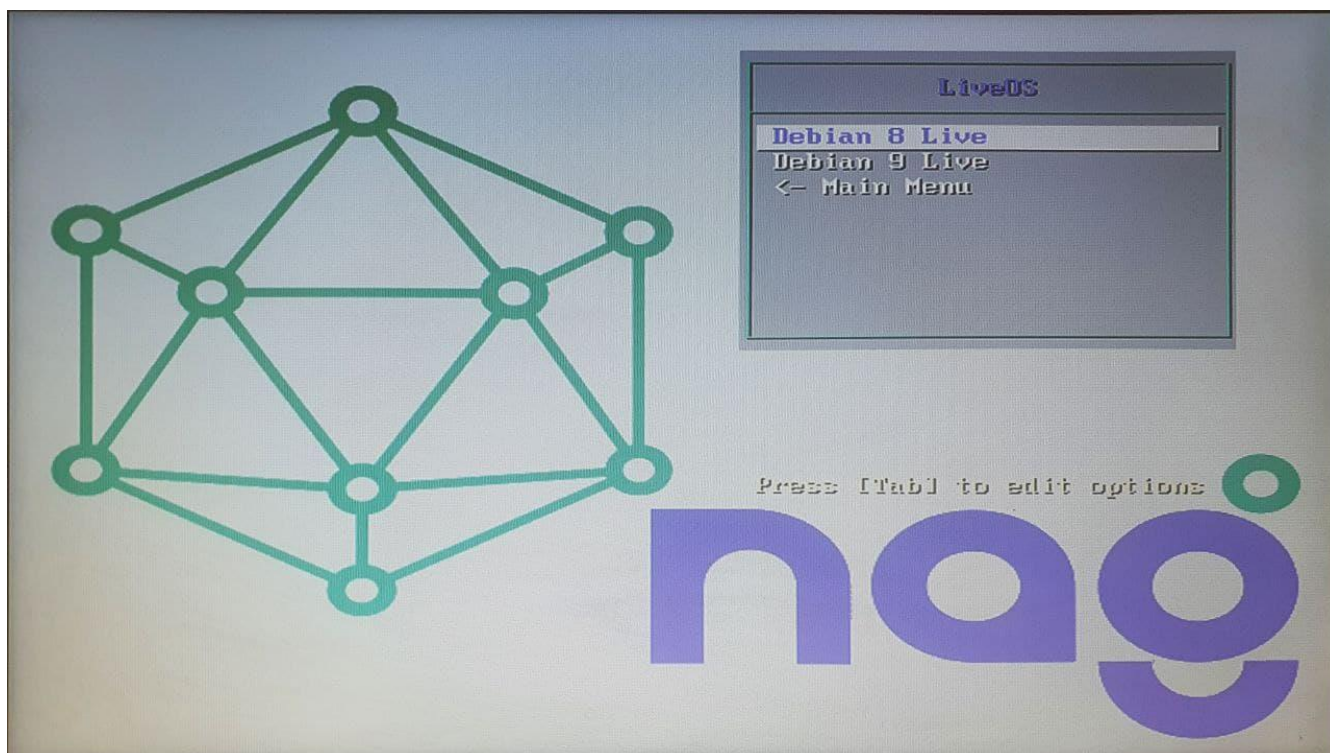 LiveOS
Debian 8 Live
Debian 9 Live
<- Main Menu
Press [Tab] to edit options
nag